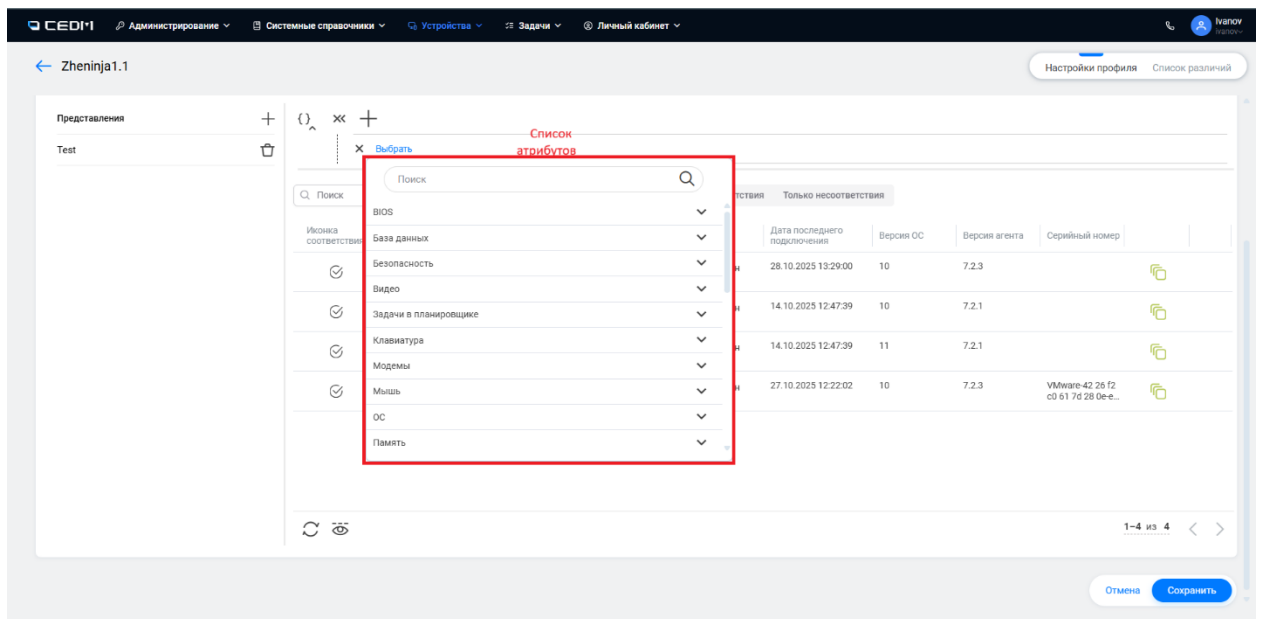 CEDM Администрирование Системные справочники Устройства Задачи Личный кабинет Ivanov
Ivanov
Zheninja1.1
Настройки профиля Список различий
Представления
Test
{}
Список
атрибутов
Выбрать
Поиск
Поиск
тствия Только несоответствия
BIOS
База данных
Безопасность
Видео
Задачи в планировщике
Клавиатура
Модемы
Мышь
ОС
Память
Иконка
соответствия
Дата последнего
подключения
Версия ОС Версия агента Серийный номер
н 28.10.2025 13:29:00 10 7.2.3
н 14.10.2025 12:47:39 10 7.2.1
н 14.10.2025 12:47:39 11 7.2.1
н 27.10.2025 12:22:02 10 7.2.3 VMware-42 26 f2
c0 61 7d 28 0e-e...
1–4 из 4
Отмена Сохранить